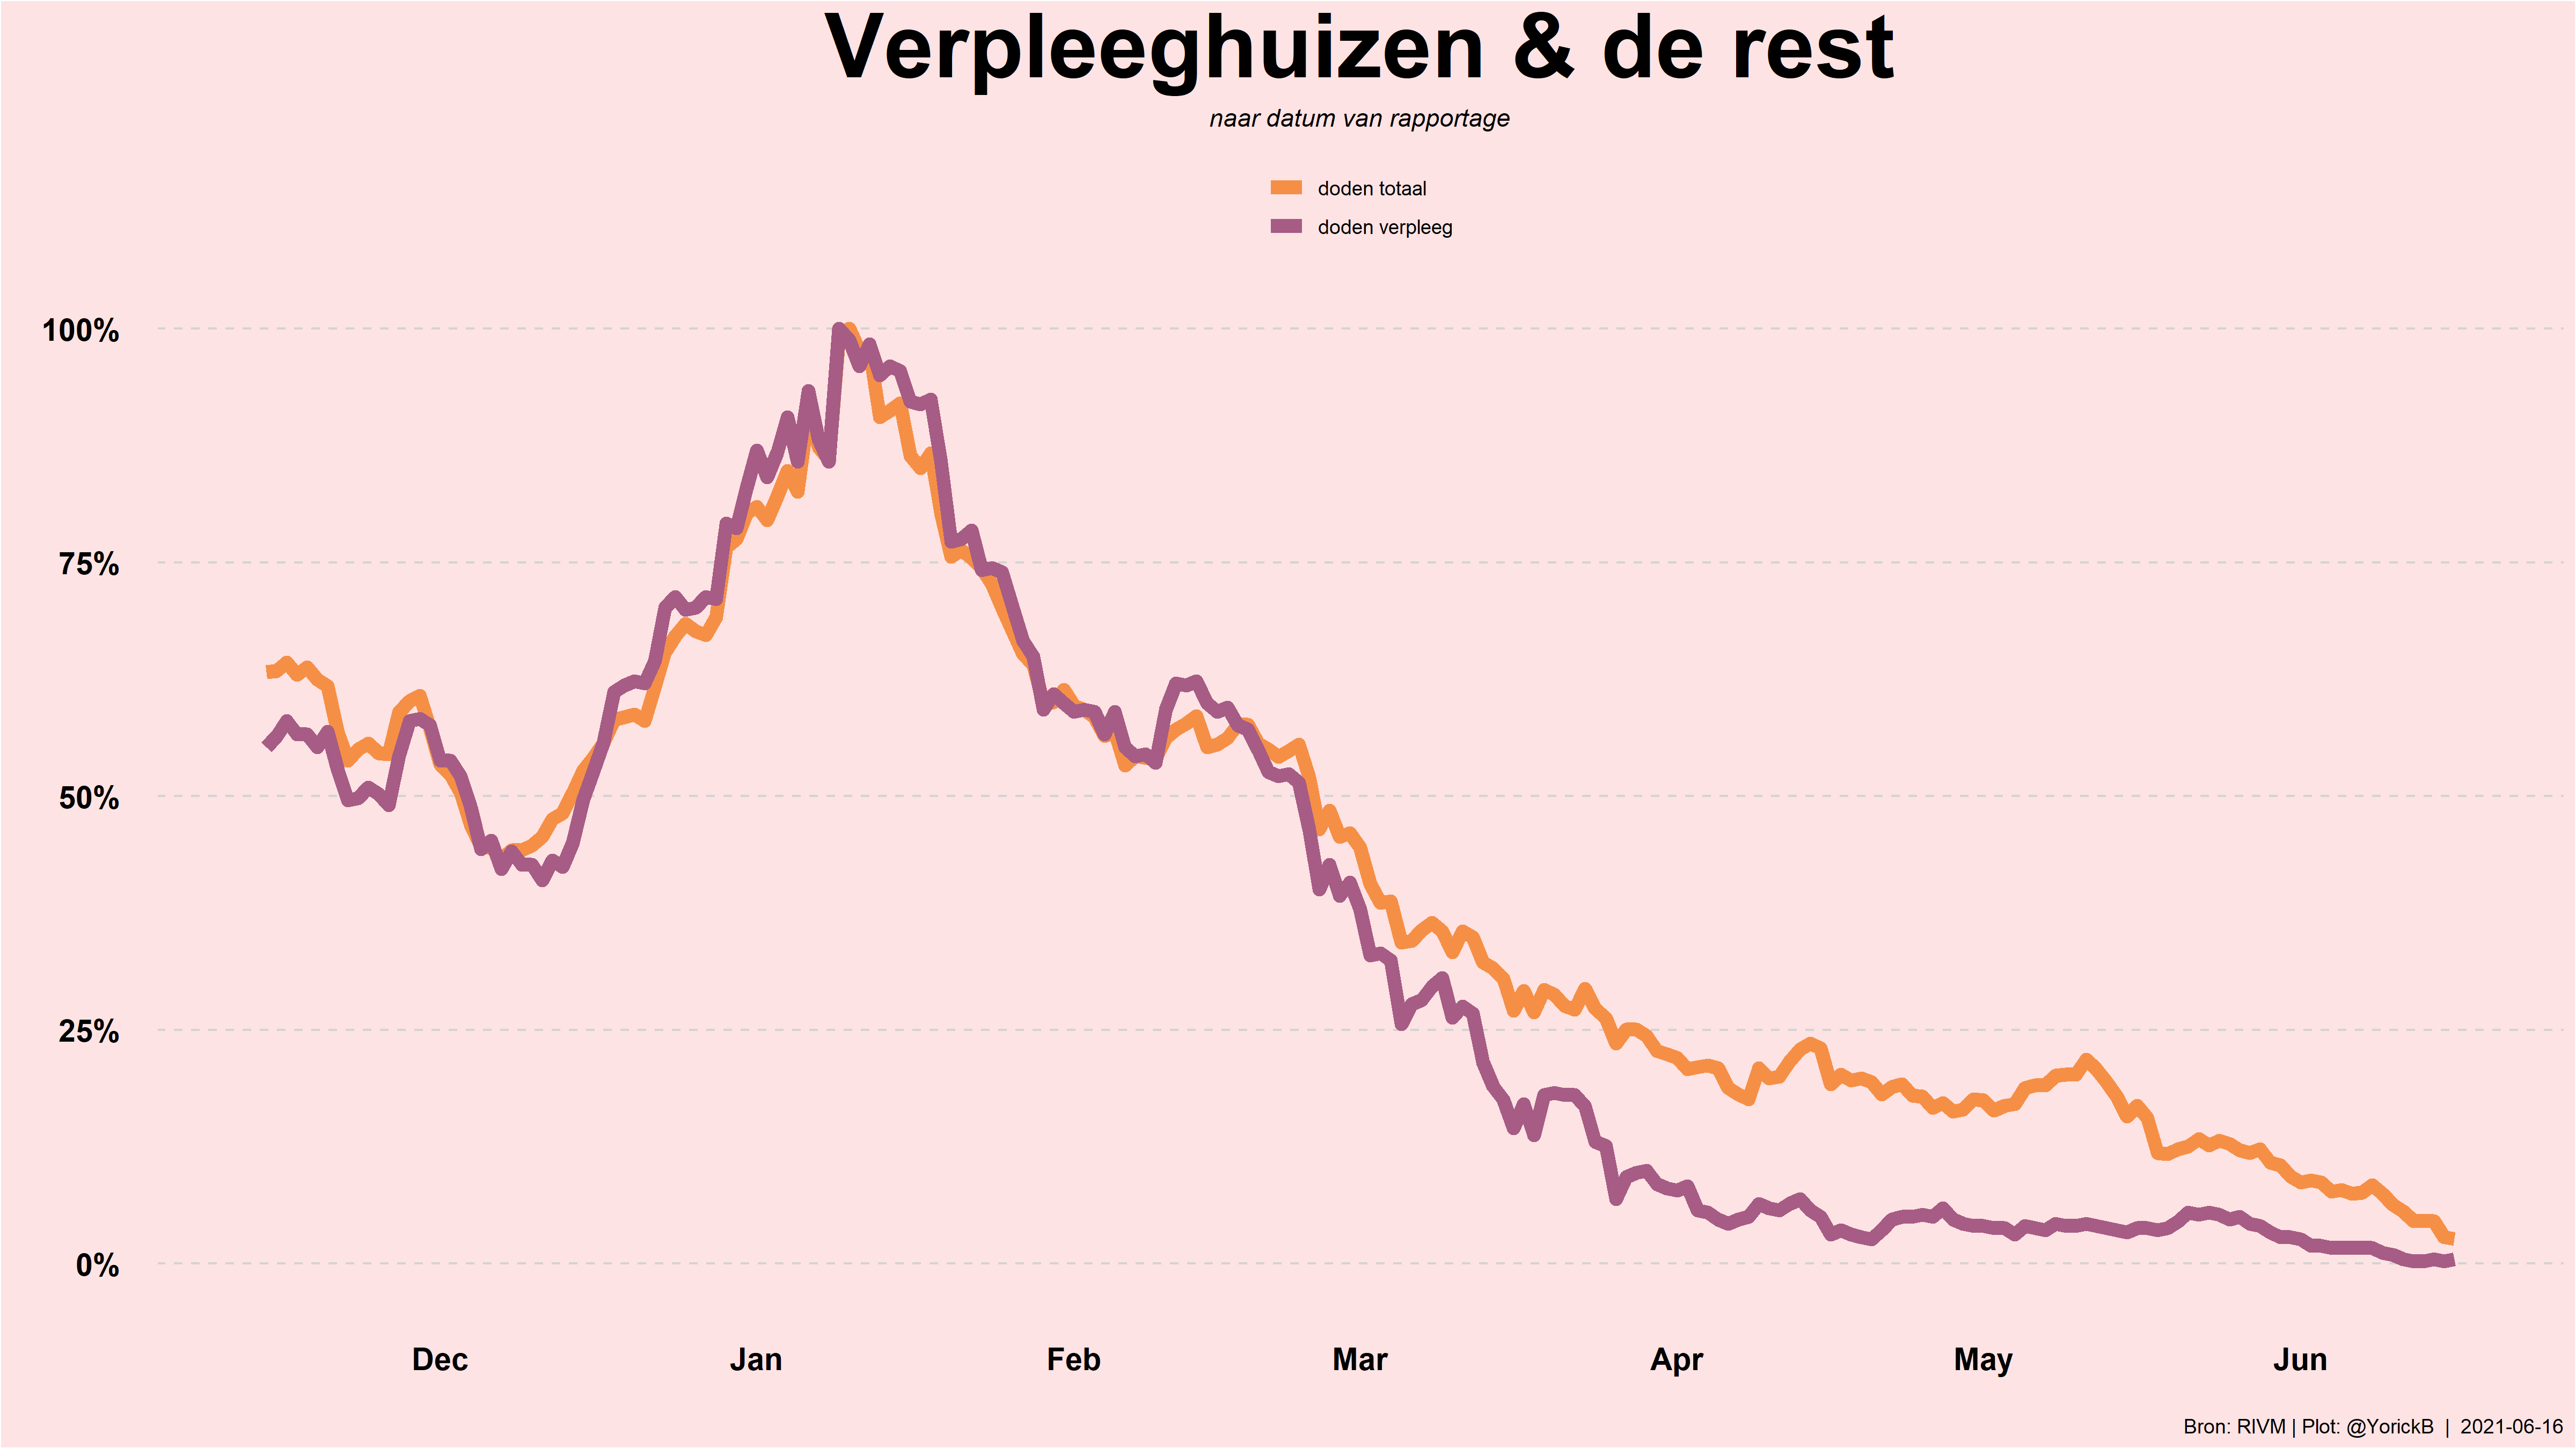 Verpleeghuizen & de rest
naar datum van rapportage
doden totaal
doden verpleeg
100%
75%
50%
25%
0%
Dec Jan Feb Mar Apr May Jun
Bron: RIVM | Plot: @YorickB | 2021-06-16